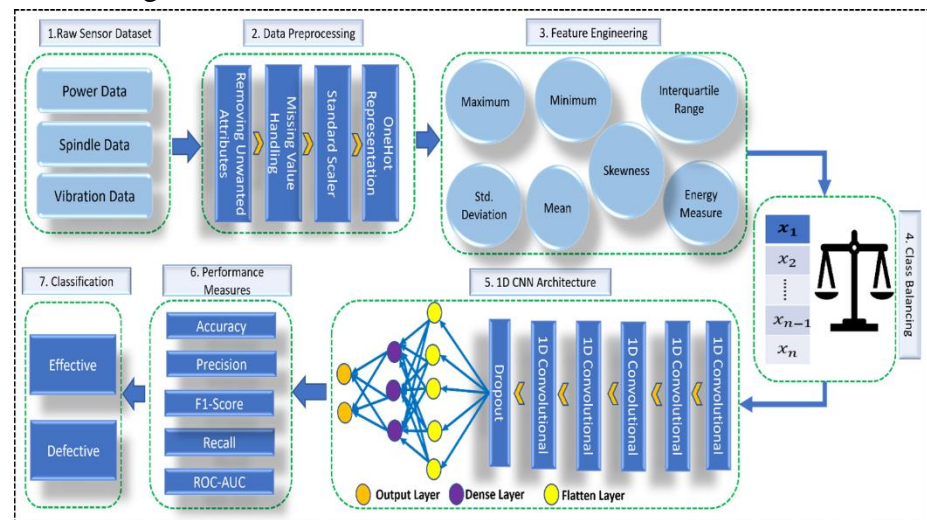 1.Raw Sensor Dataset
Power Data
Spindle Data
Vibration Data
2. Data Preprocessing
Removing Unwanted
Attributes
Missing Value
Handling
Standard Scaler
OneHot
Representation
3. Feature Engineering
Maximum
Minimum
Interquartile
Range
Skewness
Std.
Deviation
Mean
Energy
Measure
4. Class Balancing
x₁
x₂
......
xₙ₋₁
xₙ
5. 1D CNN Architecture
1D Convolutional
1D Convolutional
1D Convolutional
1D Convolutional
1D Convolutional
Dropout
Output Layer
Dense Layer
Flatten Layer
6. Performance
Measures
Accuracy
Precision
F1-Score
Recall
ROC-AUC
7. Classification
Effective
Defective